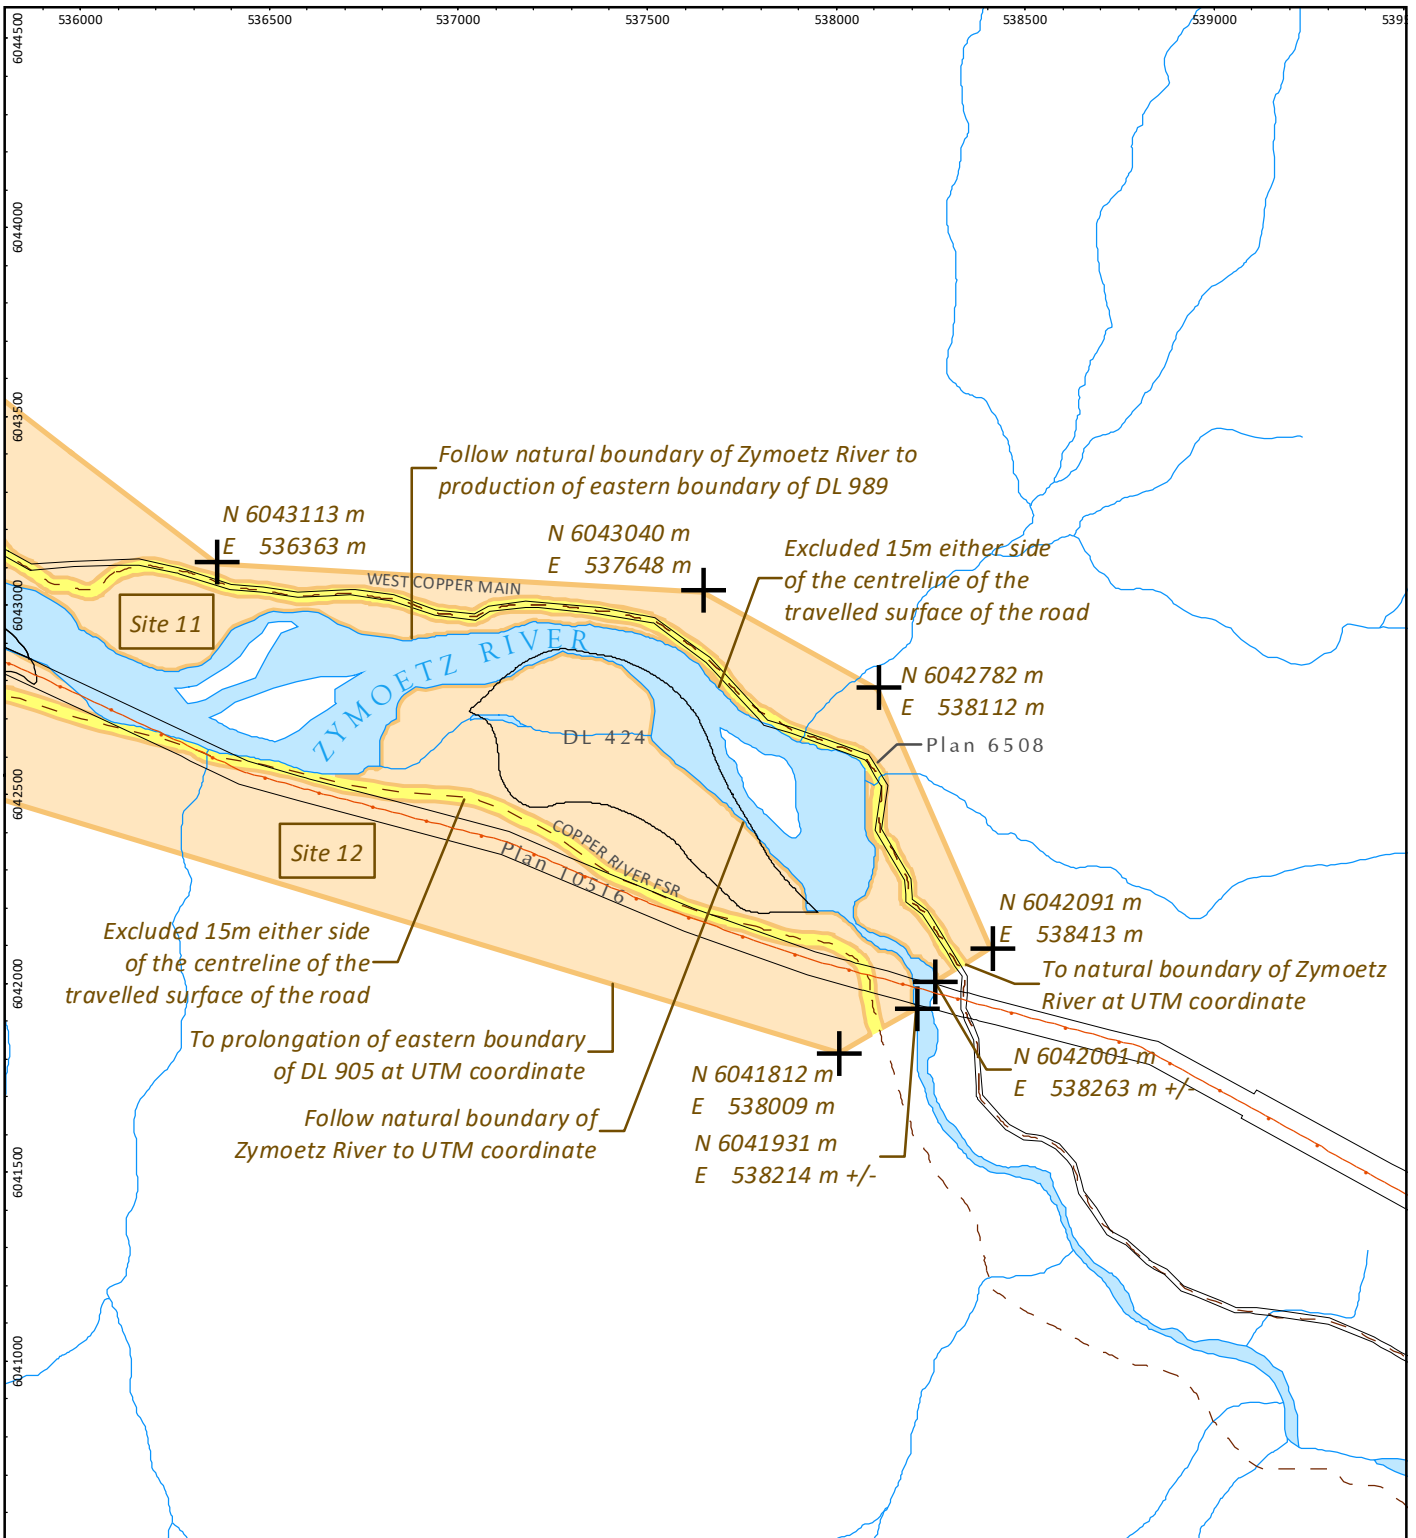 536000
536500
537000
537500
538000
538500
539000
6044500
6044000
6043500
6043000
6042500
6042000
6041500
6041000
Follow natural boundary of Zymoetz River to
production of eastern boundary of DL 989
N 6043113 m
E 536363 m
N 6043040 m
E 537648 m
Excluded 15m either side
of the centreline of the
travelled surface of the road
WEST COPPER MAIN
Site 11
ZYMOETZ RIVER
N 6042782 m
E 538112 m
DL 424
Plan 6508
Site 12
COPPER RIVER FSR
Plan 10516
N 6042091 m
E 538413 m
Excluded 15m either side
of the centreline of the
travelled surface of the road
To natural boundary of Zymoetz
River at UTM coordinate
To prolongation of eastern boundary
of DL 905 at UTM coordinate
N 6042001 m
E 538263 m +/-
N 6041812 m
E 538009 m
Follow natural boundary of
Zymoetz River to UTM coordinate
N 6041931 m
E 538214 m +/-